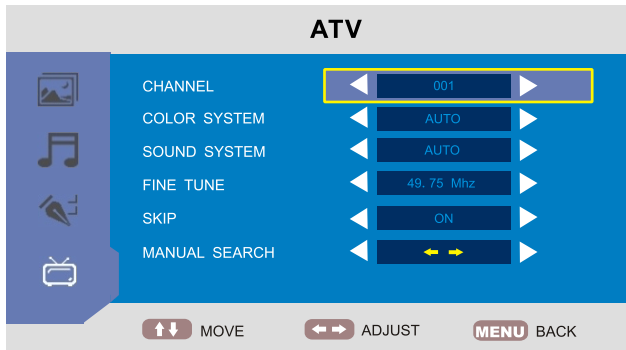 ATV
CHANNEL 001
COLOR SYSTEM AUTO
SOUND SYSTEM AUTO
FINE TUNE 49.75 Mhz
SKIP ON
MANUAL SEARCH
MOVE ADJUST MENU BACK